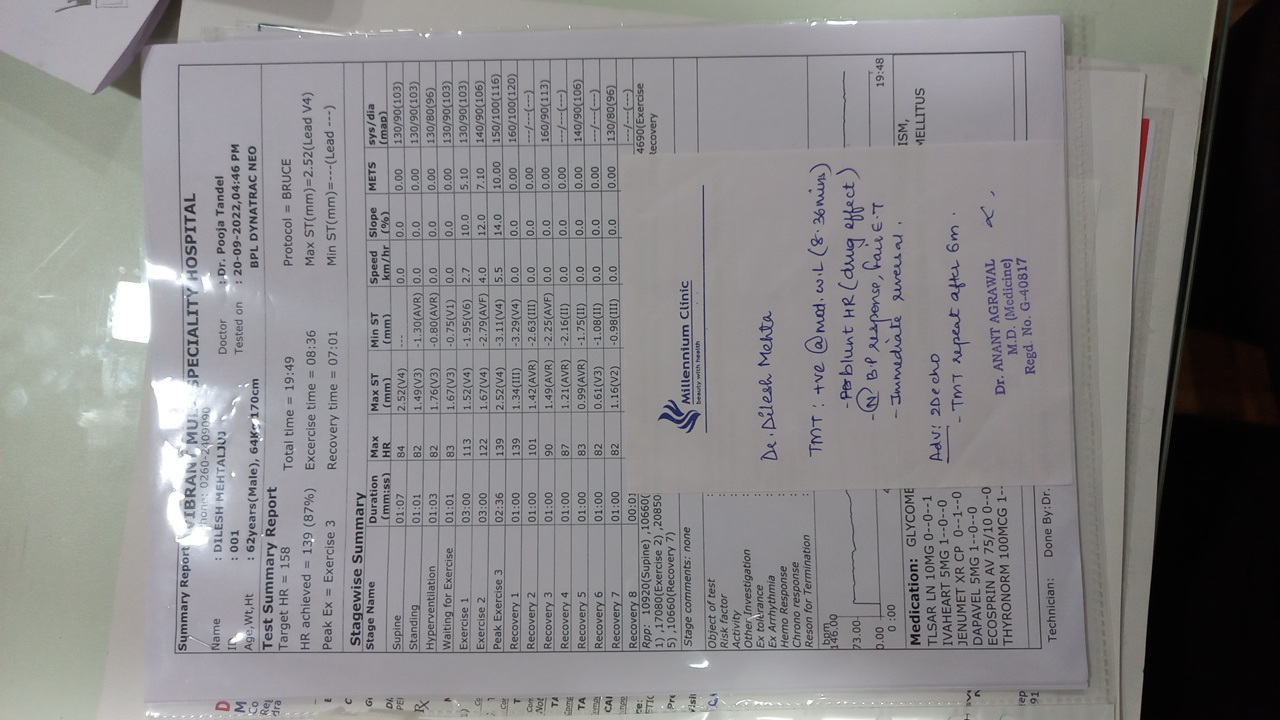 Summary Report VIBRANT MUL SPECIALITY HOSPITAL
hone: 0260-2409090
Name : DILESH MEHTALJUJ Doctor : Dr. Pooja Tandel
ID : 001 Tested on : 20-09-2022,04:46 PM
Age,Wt,Ht : 62years(Male), 64Kg 170cm BPL DYNATRAC NEO
Test Summary Report
Target HR = 158 Total time = 19:49 Protocol = BRUCE
HR achieved = 139 (87%) Excercise time = 08:36 Max ST(mm)=2.52(Lead V4)
Peak Ex = Exercise 3 Recovery time = 07:01 Min ST(mm)=---(Lead ---)
Stagewise Summary
Stage Name Duration (mm:ss) Max HR Max ST (mm) Min ST (mm) Speed km/hr Slope (%) METS sys/dia (map)
Supine 01:07 84 2.52(V4) --- 0.0 0.0 0.00 130/90(103)
Standing 01:01 82 1.49(V3) -1.30(AVR) 0.0 0.0 0.00 130/90(103)
Hyperventilation 01:03 82 1.76(V3) -0.80(AVR) 0.0 0.0 0.00 130/80(96)
Waiting for Exercise 01:01 83 1.67(V3) -0.75(V1) 0.0 0.0 0.00 130/90(103)
Exercise 1 03:00 113 1.52(V4) -1.95(V6) 2.7 10.0 5.10 130/90(103)
Exercise 2 03:00 122 1.67(V4) -2.79(AVF) 4.0 12.0 7.10 140/90(106)
Peak Exercise 3 02:36 139 2.52(V4) -3.11(V4) 5.5 14.0 10.00 150/100(116)
Recovery 1 01:00 139 1.34(III) -3.29(V4) 0.0 0.0 0.00 160/100(120)
Recovery 2 01:00 101 1.42(AVR) -2.63(III) 0.0 0.0 0.00 --/---(---)
Recovery 3 01:00 90 1.49(AVR) -2.25(AVF) 0.0 0.0 0.00 160/90(113)
Recovery 4 01:00 87 1.21(AVR) -2.16(II) 0.0 0.0 0.00 --/---(---)
Recovery 5 01:00 83 0.99(AVR) -1.75(II) 0.0 0.0 0.00 140/90(106)
Recovery 6 01:00 82 0.61(V3) -1.08(II) 0.0 0.0 0.00 --/---(---)
Recovery 7 01:00 82 1.16(V2) -0.98(III) 0.0 0.0 0.00 130/80(96)
Recovery 8 00:01 --/---(---)
Rpp: 10920(Supine) ,10660( 4690(Exercise
1) ,17080(Exercise 2) ,20850 Recovery
5) ,10660(Recovery 7)
Stage comments: none
Object of test :
Risk factor :
Activity :
Other Investigation :
Ex tolerance :
Ex Arrhythmia :
Hemo Response :
Chrono response :
Reson for Termination :
bpm
146.00
73.00
0.00
0 :00 4 19:48
Medication: GLYCOME ISM,
TLSAR LN 10MG 0--0--1 MELLITUS
IVAHEART 5MG 1--0--0
JENUMET XR CP 0--1--0
DAPAVEL 5MG 1--0--0
ECOSPRIN AV 75/10 0--0
THYRONORM 100MCG 1--
Technician: Done By:Dr.
Millennium Clinic
beauty with health
De. Dilesh Mehta
TMT : +ve @ mod. w.L (8.36mins)
- blunt HR (drug effect)
- N B.P response, fair E.T
- Immediate reversal.
Adv: 2Decho
- TMT repeat after 6m.
Dr. ANANT AGRAWAL
M.D. (Medicine)
Regd. No. G-40817